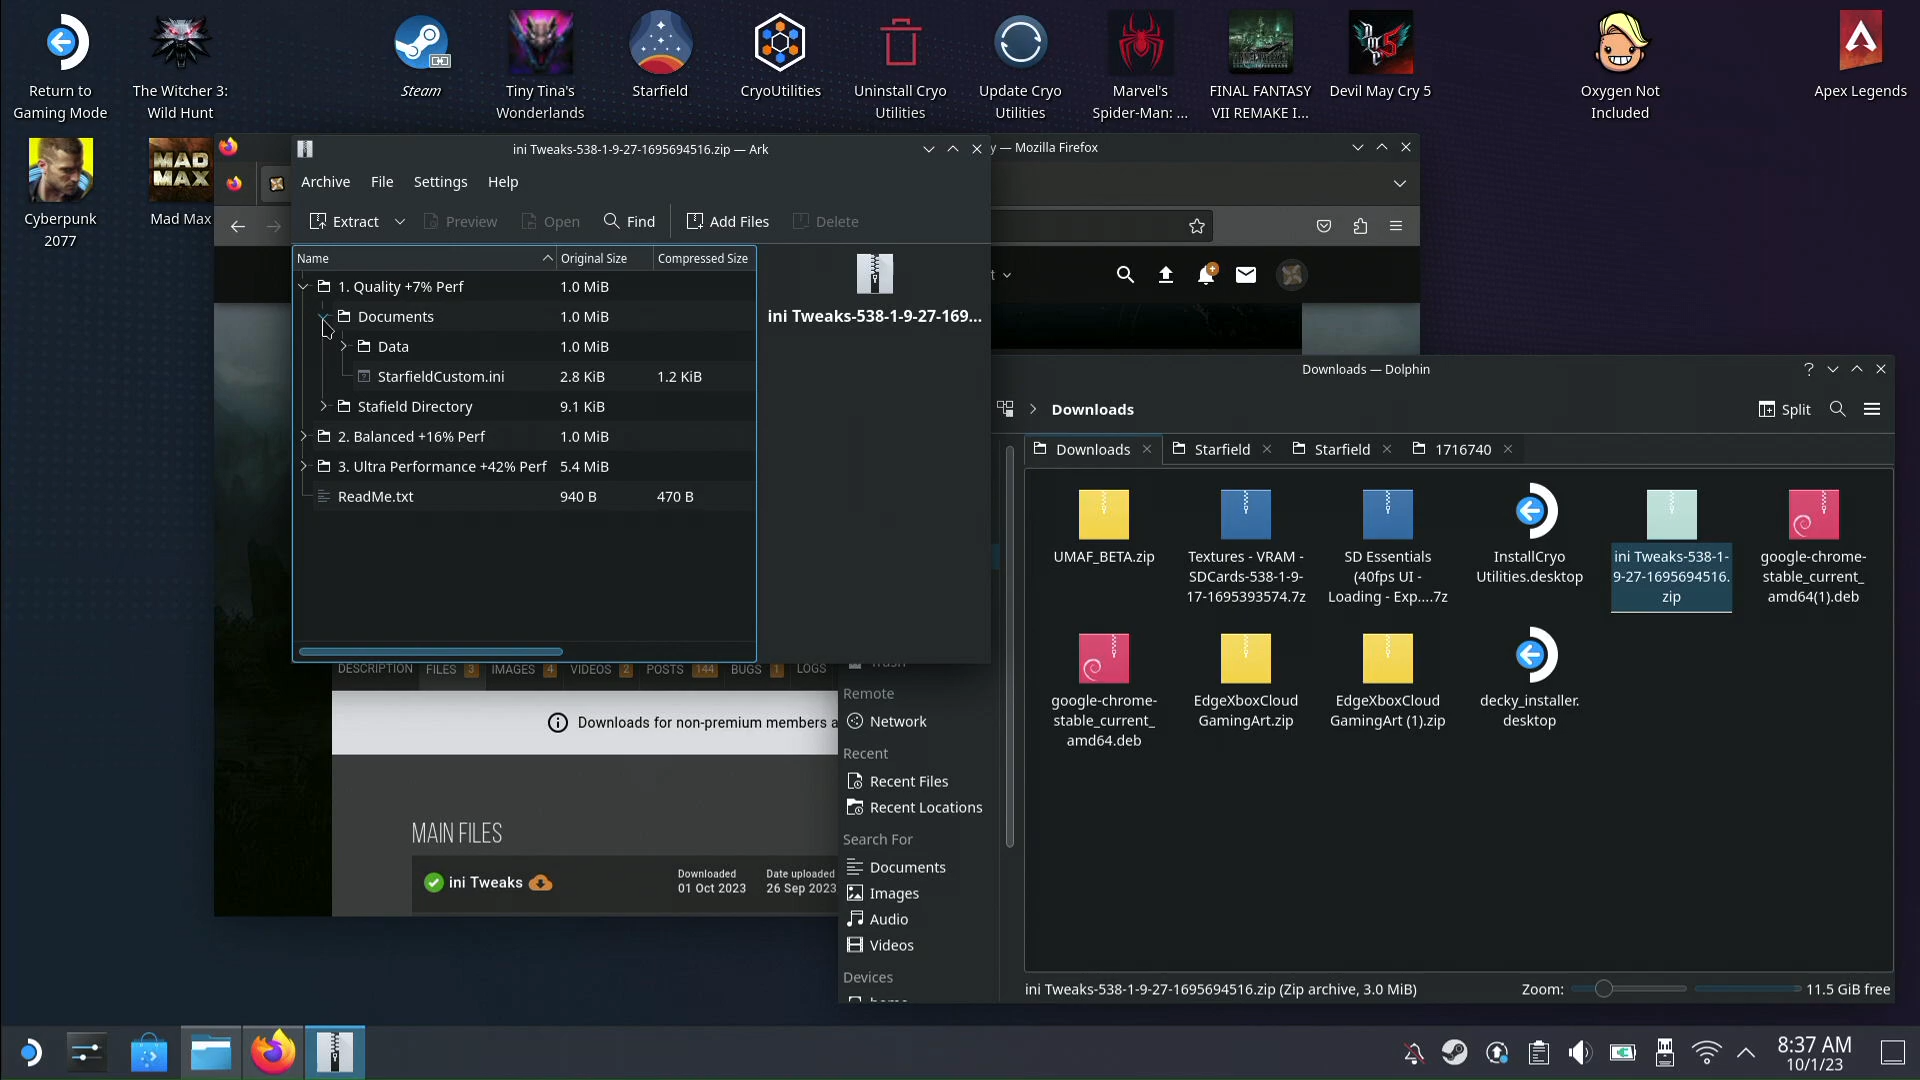 Return to
Gaming Mode
The Witcher 3:
Wild Hunt
Steam
Tiny Tina's
Wonderlands
Starfield
CryoUtilities
Uninstall Cryo
Utilities
Update Cryo
Utilities
Marvel's
Spider-Man: ...
FINAL FANTASY
VII REMAKE I...
Devil May Cry 5
Oxygen Not
Included
Apex Legends
Cyberpunk
2077
MAD
MAX
Mad Max
ini Tweaks-538-1-9-27-1695694516.zip — Ark
Archive File Settings Help
Extract Preview Open Find Add Files Delete
Name Original Size Compressed Size
1. Quality +7% Perf 1.0 MiB
Documents 1.0 MiB
Data 1.0 MiB
StarfieldCustom.ini 2.8 KiB 1.2 KiB
Stafield Directory 9.1 KiB
2. Balanced +16% Perf 1.0 MiB
3. Ultra Performance +42% Perf 5.4 MiB
ReadMe.txt 940 B 470 B
ini Tweaks-538-1-9-27-169...
y — Mozilla Firefox
t
DESCRIPTION FILES 3 IMAGES 4 VIDEOS 2 POSTS 144 BUGS 1 LOGS
Downloads for non-premium members a
MAIN FILES
ini Tweaks
Downloaded
01 Oct 2023
Date uploaded
26 Sep 2023
Downloads — Dolphin
Downloads
Split
Downloads Starfield Starfield 1716740
UMAF_BETA.zip
Textures - VRAM -
SDCards-538-1-9-
17-1695393574.7z
SD Essentials
(40fps UI -
Loading - Exp....7z
InstallCryo
Utilities.desktop
ini Tweaks-538-1-
9-27-1695694516.
zip
google-chrome-
stable_current_
amd64(1).deb
google-chrome-
stable_current_
amd64.deb
EdgeXboxCloud
GamingArt.zip
EdgeXboxCloud
GamingArt (1).zip
decky_installer.
desktop
Trash
Remote
Network
Recent
Recent Files
Recent Locations
Search For
Documents
Images
Audio
Videos
Devices
home
ini Tweaks-538-1-9-27-1695694516.zip (Zip archive, 3.0 MiB)
Zoom:
11.5 GiB free
8:37 AM
10/1/23